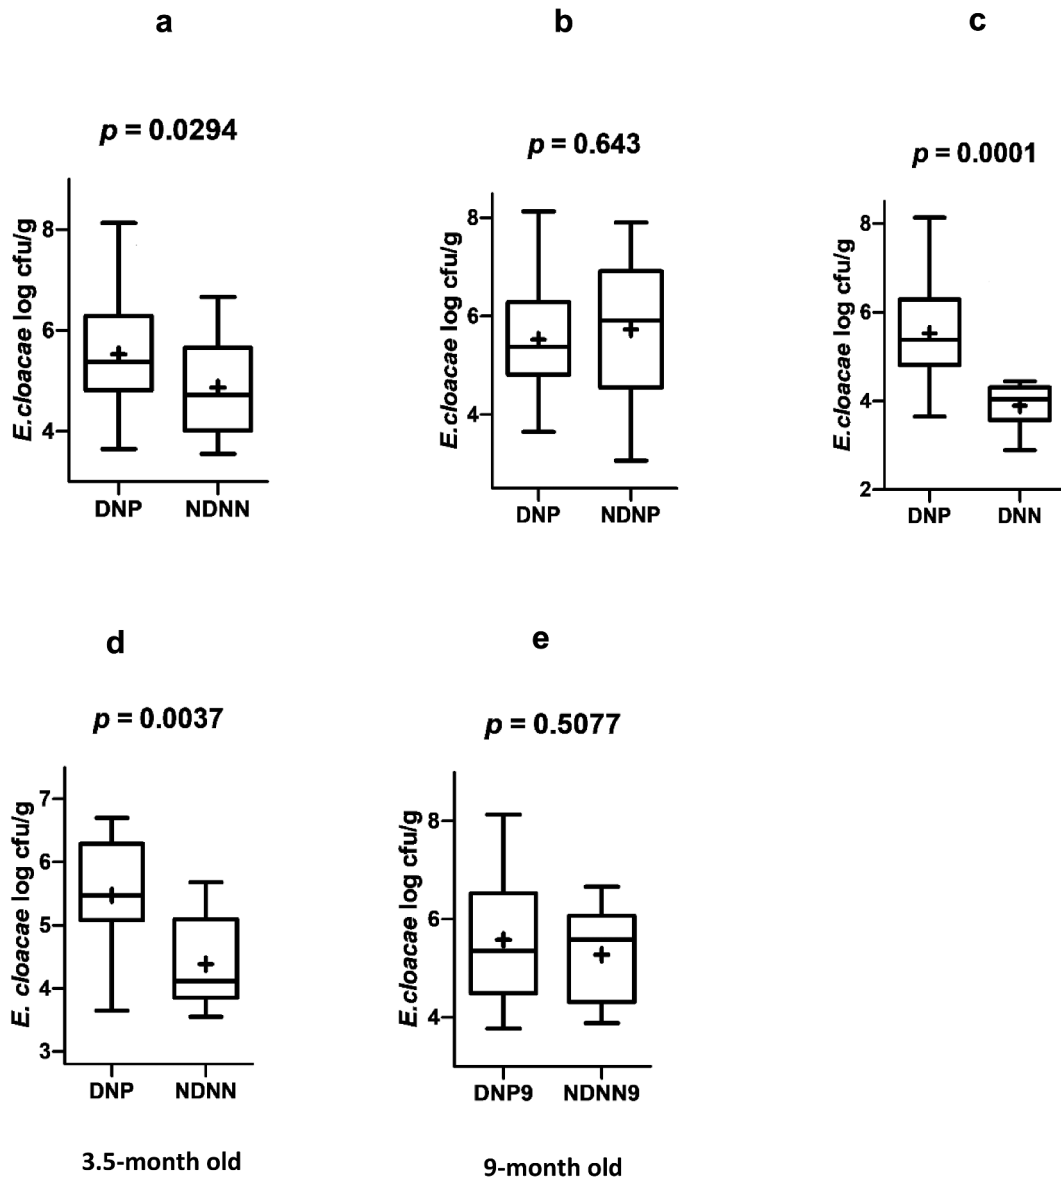 a
b
c
p = 0.0294
p = 0.643
p = 0.0001
E.cloacae log cfu/g
8
6
4
DNP
NDNN
E.cloacae log cfu/g
8
6
4
DNP
NDNP
E.cloacae log cfu/g
8
6
4
2
DNP
DNN
d
e
p = 0.0037
p = 0.5077
E. cloacae log cfu/g
7
6
5
4
3
DNP
NDNN
3.5-month old
E.cloacae log cfu/g
8
6
4
DNP9
NDNN9
9-month old